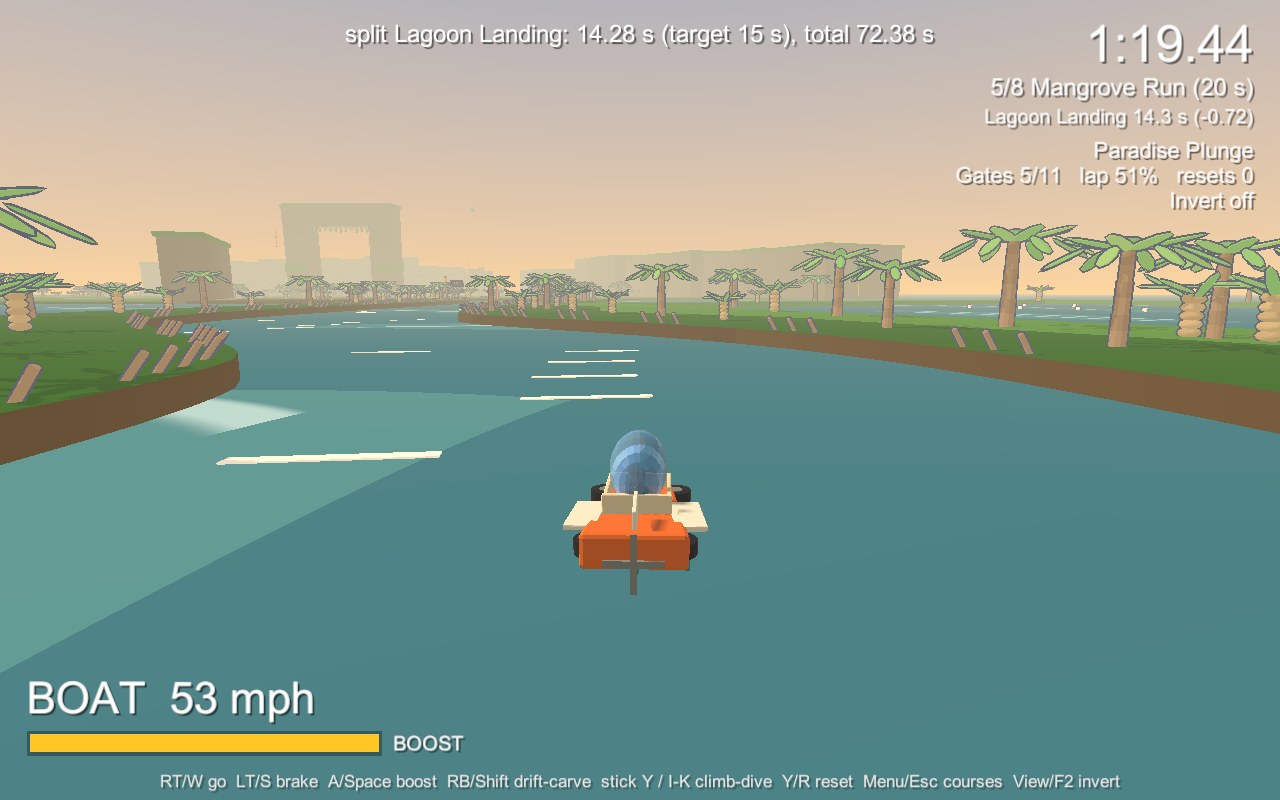 split Lagoon Landing: 14.28 s (target 15 s), total 72.38 s
1:19.44
5/8 Mangrove Run (20 s)
Lagoon Landing 14.3 s (-0.72)
Paradise Plunge
Gates 5/11 lap 51% resets 0
Invert off
BOAT 53 mph
BOOST
RT/W go LT/S brake A/Space boost RB/Shift drift-carve stick Y / I-K climb-dive Y/R reset Menu/Esc courses View/F2 invert